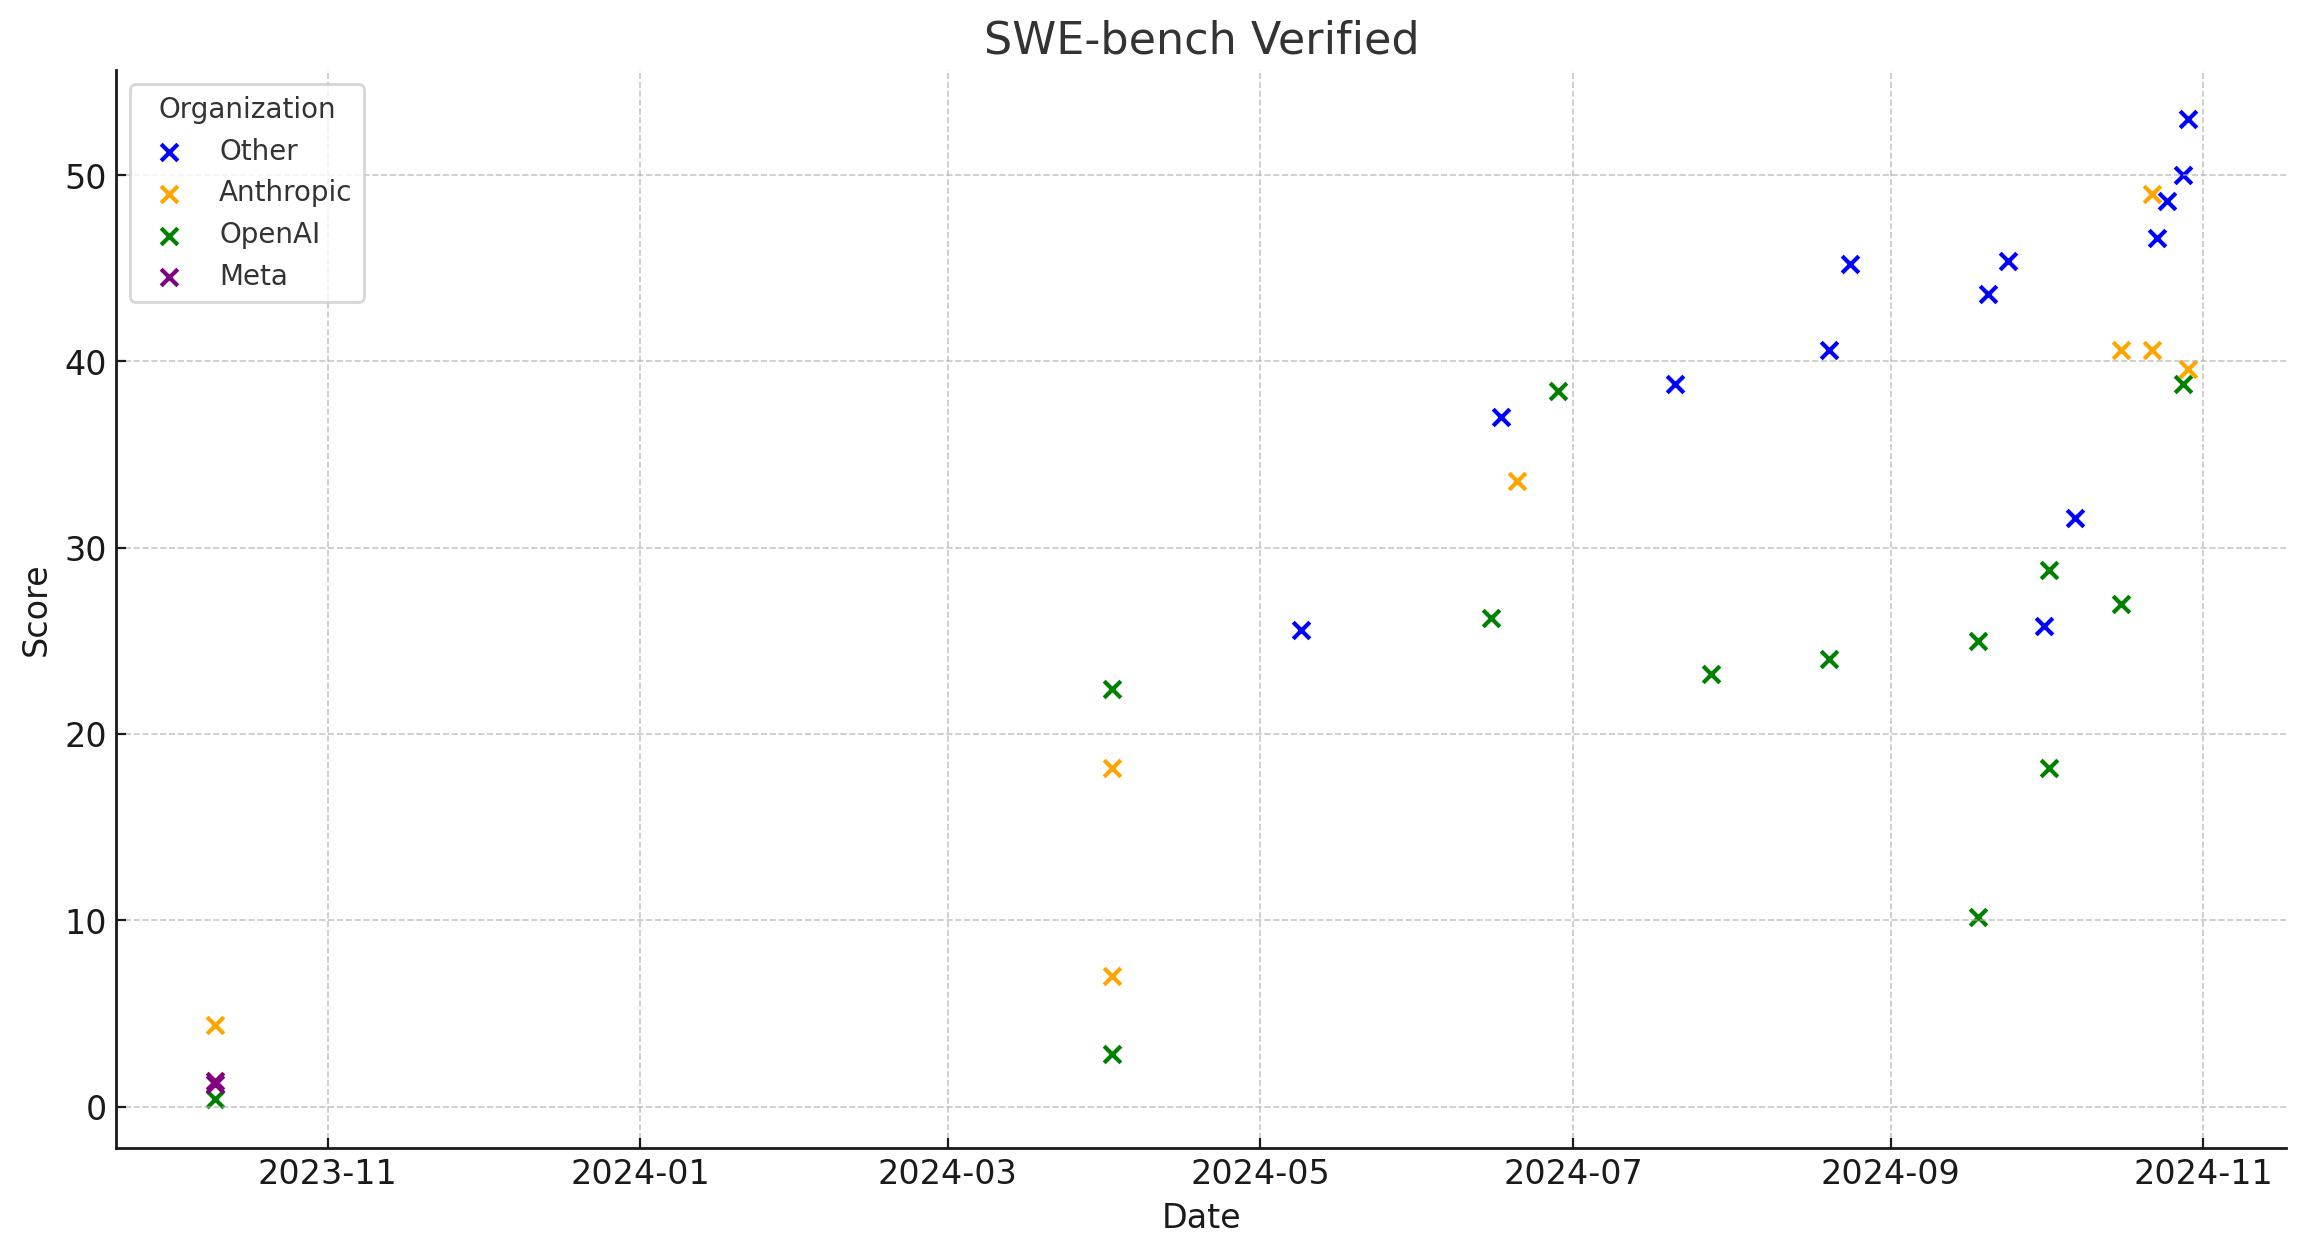 SWE-bench Verified
Organization
Other
Anthropic
OpenAI
Meta
50
40
30
20
10
0
Score
2023-11
2024-01
2024-03
2024-05
2024-07
2024-09
2024-11
Date